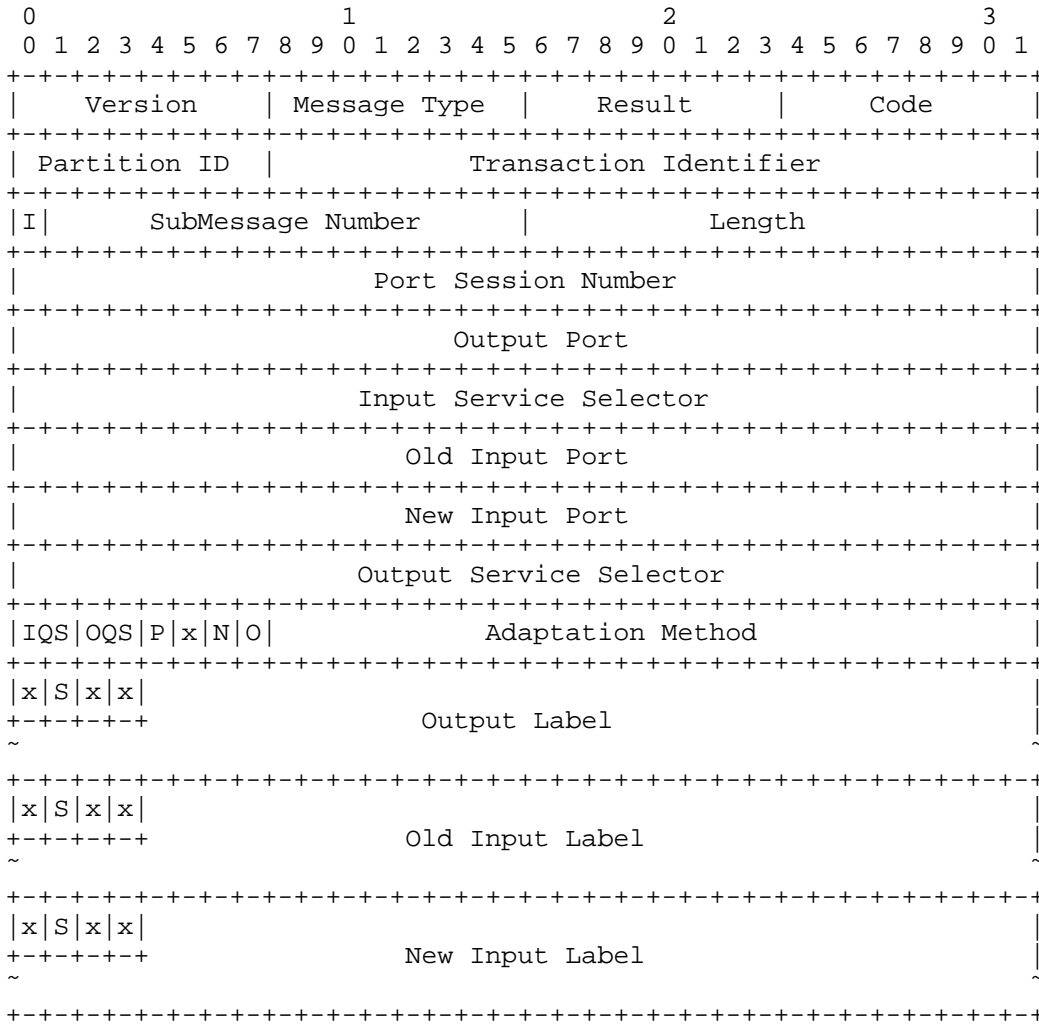 0                   1                   2                   3
 0 1 2 3 4 5 6 7 8 9 0 1 2 3 4 5 6 7 8 9 0 1 2 3 4 5 6 7 8 9 0 1
+-+-+-+-+-+-+-+-+-+-+-+-+-+-+-+-+-+-+-+-+-+-+-+-+-+-+-+-+-+-+-+-+
|    Version    | Message Type  |    Result     |     Code      |
+-+-+-+-+-+-+-+-+-+-+-+-+-+-+-+-+-+-+-+-+-+-+-+-+-+-+-+-+-+-+-+-+
| Partition ID  |            Transaction Identifier             |
+-+-+-+-+-+-+-+-+-+-+-+-+-+-+-+-+-+-+-+-+-+-+-+-+-+-+-+-+-+-+-+-+
|I|      SubMessage Number      |           Length              |
+-+-+-+-+-+-+-+-+-+-+-+-+-+-+-+-+-+-+-+-+-+-+-+-+-+-+-+-+-+-+-+-+
|                      Port Session Number                      |
+-+-+-+-+-+-+-+-+-+-+-+-+-+-+-+-+-+-+-+-+-+-+-+-+-+-+-+-+-+-+-+-+
|                           Output Port                         |
+-+-+-+-+-+-+-+-+-+-+-+-+-+-+-+-+-+-+-+-+-+-+-+-+-+-+-+-+-+-+-+-+
|                     Input Service Selector                    |
+-+-+-+-+-+-+-+-+-+-+-+-+-+-+-+-+-+-+-+-+-+-+-+-+-+-+-+-+-+-+-+-+
|                        Old Input Port                         |
+-+-+-+-+-+-+-+-+-+-+-+-+-+-+-+-+-+-+-+-+-+-+-+-+-+-+-+-+-+-+-+-+
|                        New Input Port                         |
+-+-+-+-+-+-+-+-+-+-+-+-+-+-+-+-+-+-+-+-+-+-+-+-+-+-+-+-+-+-+-+-+
|                     Output Service Selector                   |
+-+-+-+-+-+-+-+-+-+-+-+-+-+-+-+-+-+-+-+-+-+-+-+-+-+-+-+-+-+-+-+-+
|IQS|OQS|P|x|N|O|             Adaptation Method                 |
+-+-+-+-+-+-+-+-+-+-+-+-+-+-+-+-+-+-+-+-+-+-+-+-+-+-+-+-+-+-+-+-+
|x|S|x|x|                                                       |
+-+-+-+-+                 Output Label                          |
~                                                               ~
+-+-+-+-+-+-+-+-+-+-+-+-+-+-+-+-+-+-+-+-+-+-+-+-+-+-+-+-+-+-+-+-+
|x|S|x|x|                                                       |
+-+-+-+-+                Old Input Label                        |
~                                                               ~
+-+-+-+-+-+-+-+-+-+-+-+-+-+-+-+-+-+-+-+-+-+-+-+-+-+-+-+-+-+-+-+-+
|x|S|x|x|                                                       |
+-+-+-+-+                New Input Label                        |
~                                                               ~
+-+-+-+-+-+-+-+-+-+-+-+-+-+-+-+-+-+-+-+-+-+-+-+-+-+-+-+-+-+-+-+-+